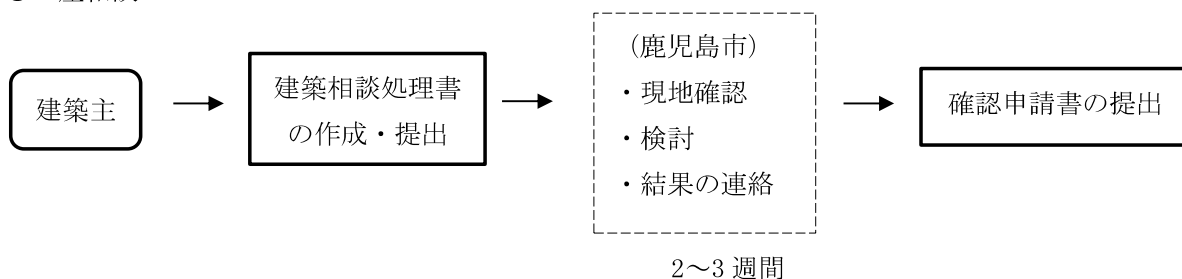 建築主
建築相談処理書
の作成・提出
(鹿児島市)
・現地確認
・検討
・結果の連絡
確認申請書の提出
2~3 週間